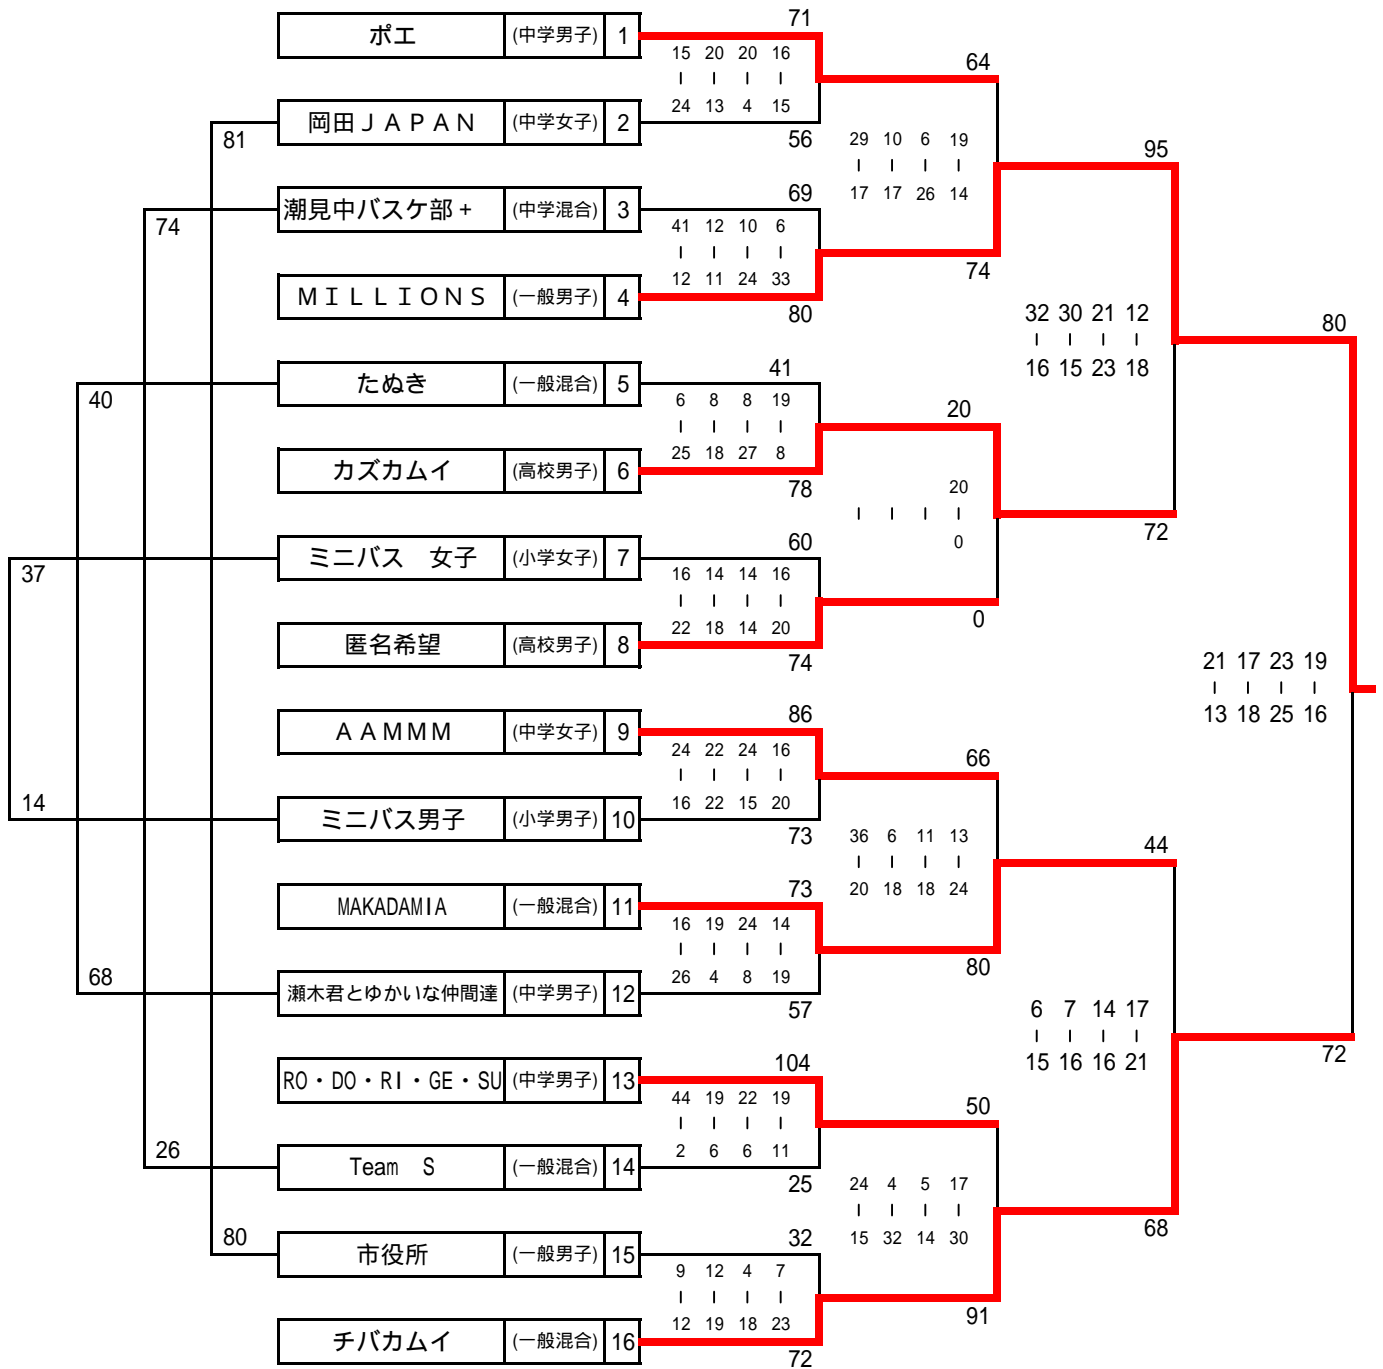 71
ポエ (中学男子) 1
15 20 20 16
64
24 13 4 15
岡田ＪＡＰＡＮ (中学女子) 2
81
56
29 10 6 19
95
17 17 26 14
69
潮見中バスケ部+ (中学混合) 3
74
41 12 10 6
12 11 24 33
74
ＭＩＬＬＩＯＮＳ (一般男子) 4
80
32 30 21 12
80
16 15 23 18
41
たぬき (一般混合) 5
40
6 8 8 19
20
25 18 27 8
カズカムイ (高校男子) 6
78
20
72
0
60
ミニバス　女子 (小学女子) 7
37
16 14 14 16
0
22 18 14 20
匿名希望 (高校男子) 8
74
21 17 23 19
13 18 25 16
86
ＡＡＭＭＭ (中学女子) 9
24 22 24 16
66
14
16 22 15 20
ミニバス男子 (小学男子) 10
73
36 6 11 13
44
20 18 18 24
73
MAKADAMIA (一般混合) 11
16 19 24 14
80
68
26 4 8 19
瀬木君とゆかいな仲間達 (中学男子) 12
57
6 7 14 17
72
15 16 16 21
104
RO・DO・RI・GE・SU (中学男子) 13
44 19 22 19
50
26
2 6 6 11
Team　S (一般混合) 14
25
24 4 5 17
68
15 32 14 30
80
32
市役所 (一般男子) 15
9 12 4 7
91
12 19 18 23
チバカムイ (一般混合) 16
72